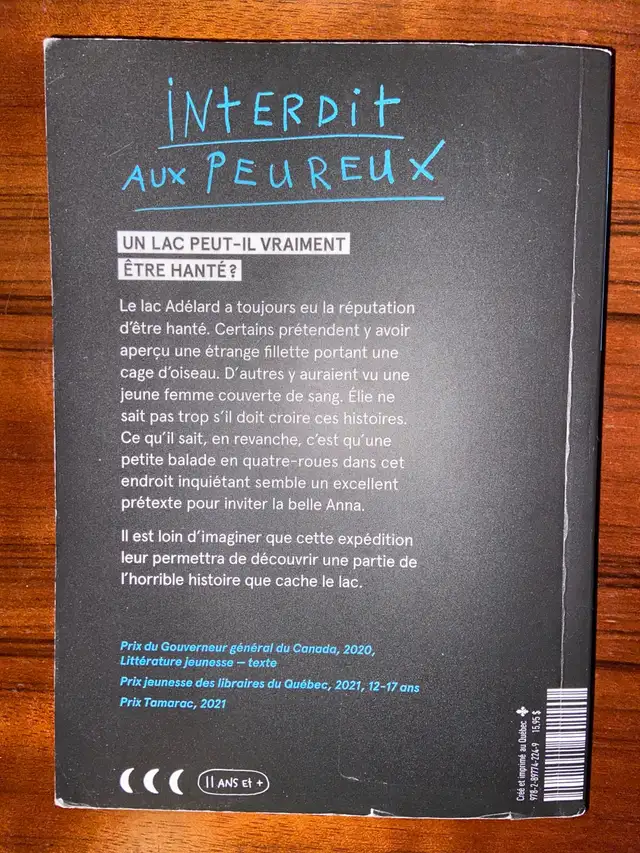 INTERDIT
AUX PEUREUX
UN LAC PEUT-IL VRAIMENT
ÊTRE HANTÉ?
Le lac Adélard a toujours eu la réputation
d'être hanté. Certains prétendent y avoir
aperçu une étrange fillette portant une
cage d'oiseau. D'autres y auraient vu une
jeune femme couverte de sang. Élie ne
sait pas trop s'il doit croire ces histoires.
Ce qu'il sait, en revanche, c'est qu'une
petite balade en quatre-roues dans cet
endroit inquiétant semble un excellent
prétexte pour inviter la belle Anna.
Il est loin d'imaginer que cette expédition
leur permettra de découvrir une partie de
l'horrible histoire que cache le lac.
Prix du Gouverneur général du Canada, 2020,
Littérature jeunesse – texte
Prix jeunesse des libraires du Québec, 2021, 12-17 ans
Prix Tamarac, 2021
11 ANS et +
Créé et imprimé au Québec
978-2-89774-224-9 15,95 $